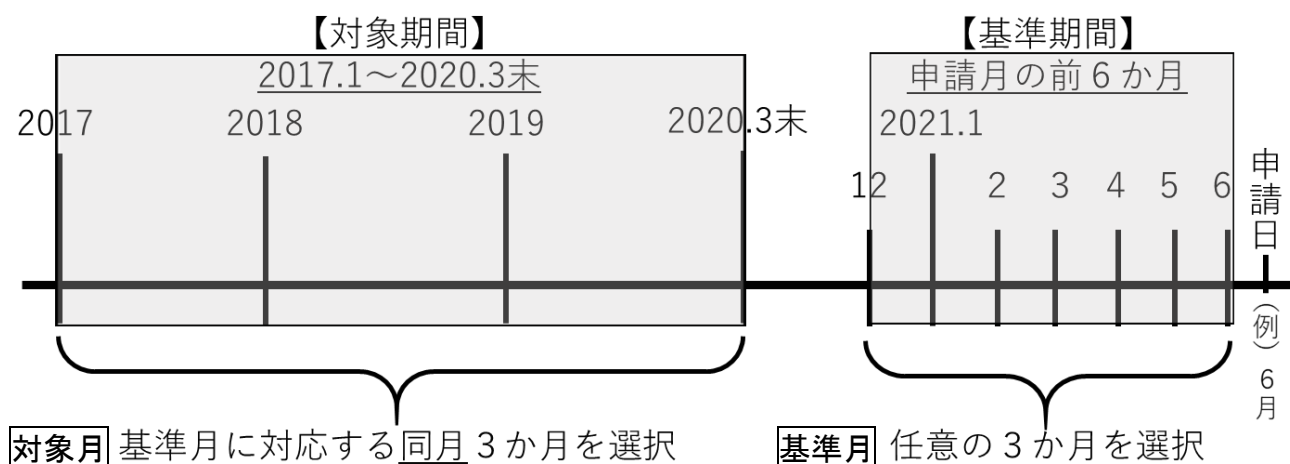 【対象期間】
2017.1～2020.3末
2017
2018
2019
2020.3末
対象月 基準月に対応する同月3か月を選択
【基準期間】
申請月の前6か月
2021.1
12
2
3
4
5
6
申請日
(例)6月
基準月 任意の3か月を選択